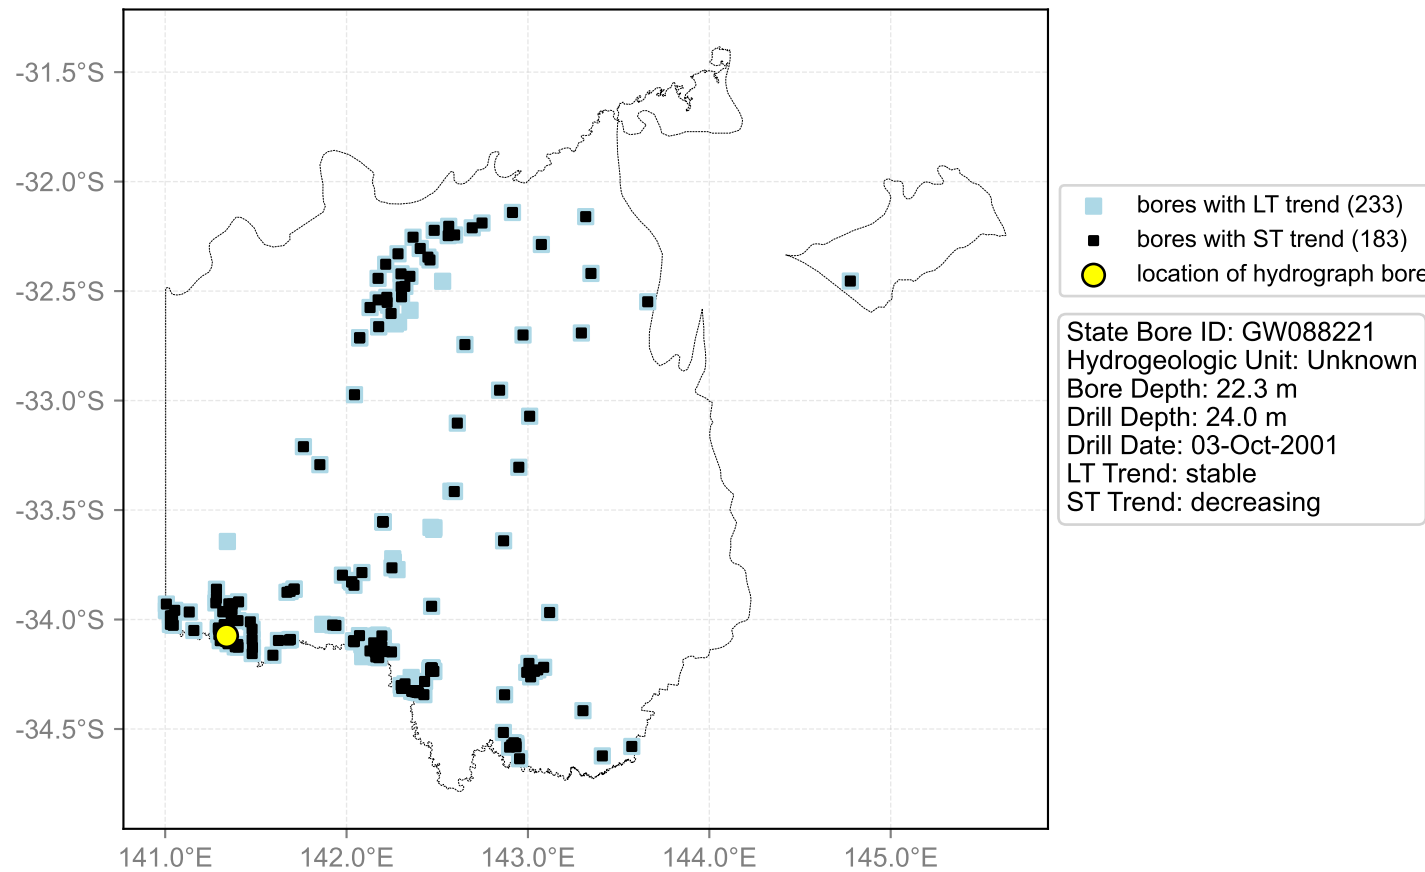 -31.5°S
-32.0°S
-32.5°S
-33.0°S
-33.5°S
-34.0°S
-34.5°S
141.0°E
142.0°E
143.0°E
144.0°E
145.0°E
bores with LT trend (233)
bores with ST trend (183)
location of hydrograph bore
State Bore ID: GW088221
Hydrogeologic Unit: Unknown
Bore Depth: 22.3 m
Drill Depth: 24.0 m
Drill Date: 03-Oct-2001
LT Trend: stable
ST Trend: decreasing